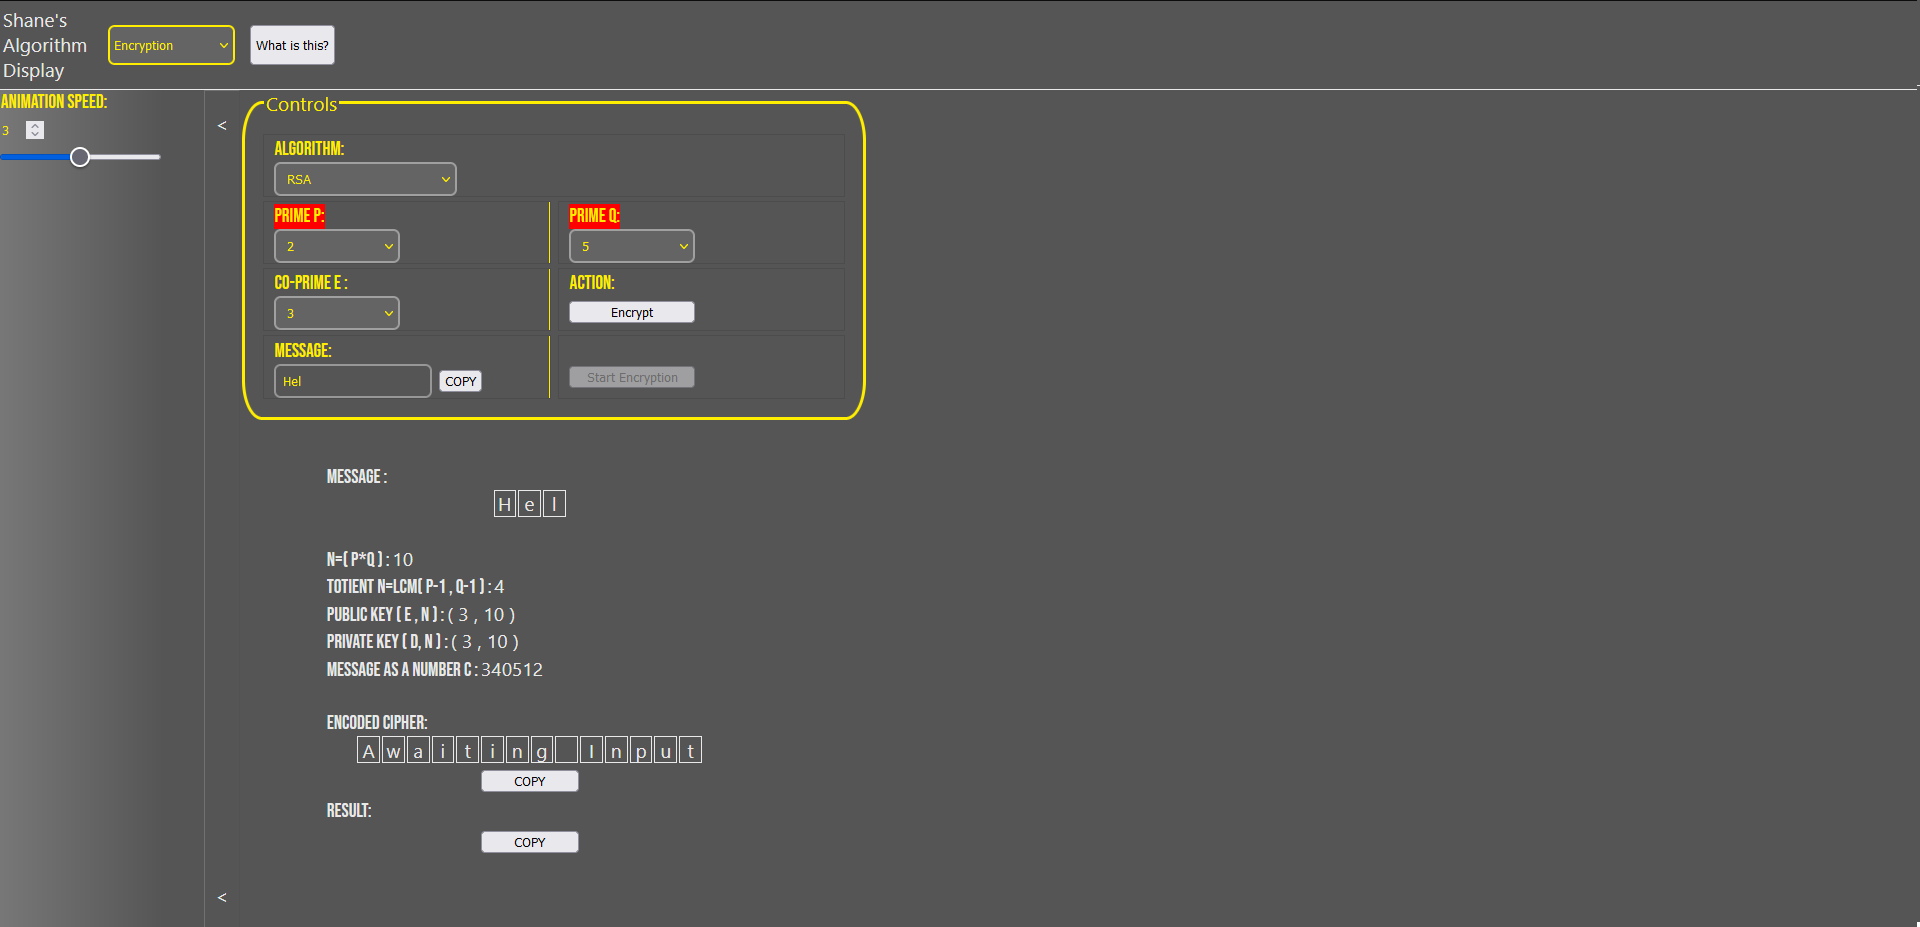 Shane's
Algorithm
Display
Encryption
What is this?
ANIMATION SPEED:
3
<
Controls
ALGORITHM:
RSA
PRIME P:
PRIME Q:
2
5
CO-PRIME E :
ACTION:
3
Encrypt
MESSAGE:
Hel
COPY
Start Encryption
MESSAGE :
H e l
N=( P*Q ) : 10
TOTIENT N=LCM( P-1 , Q-1 ) : 4
PUBLIC KEY ( E , N ) : ( 3 , 10 )
PRIVATE KEY ( D, N ) : ( 3 , 10 )
MESSAGE AS A NUMBER C : 340512
ENCODED CIPHER:
A w a i t i n g I n p u t
COPY
RESULT:
COPY
<